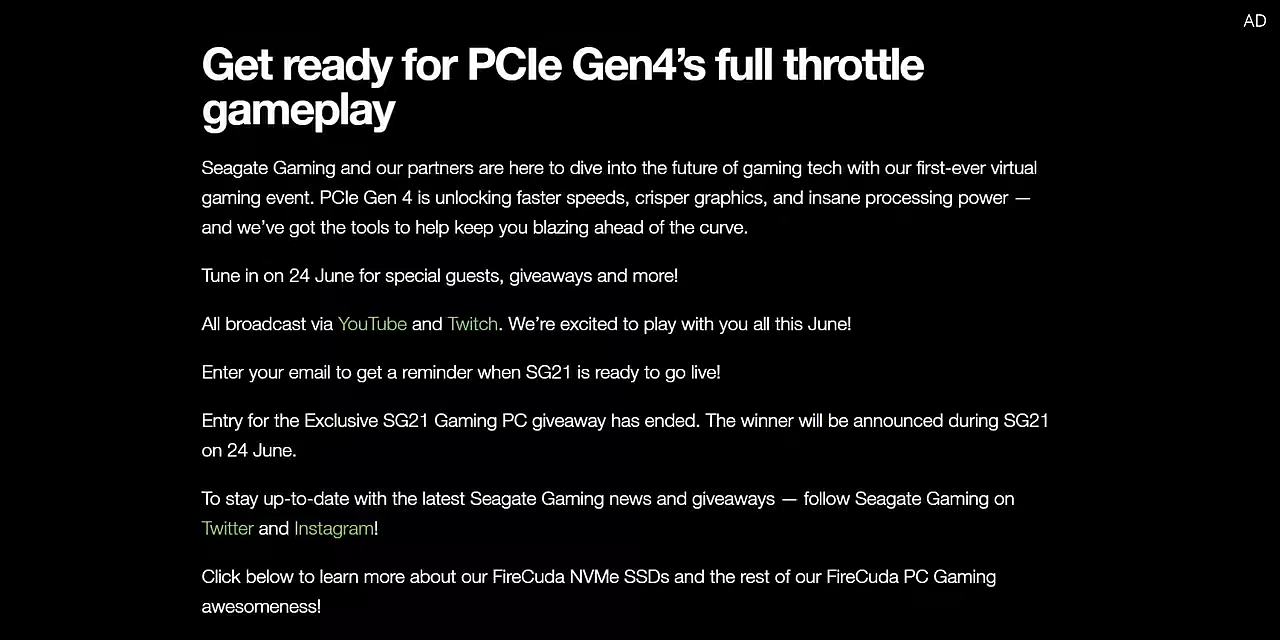 AD
Get ready for PCIe Gen4’s full throttle
gameplay
Seagate Gaming and our partners are here to dive into the future of gaming tech with our first-ever virtual
gaming event. PCIe Gen 4 is unlocking faster speeds, crisper graphics, and insane processing power —
and we’ve got the tools to help keep you blazing ahead of the curve.
Tune in on 24 June for special guests, giveaways and more!
All broadcast via YouTube and Twitch. We’re excited to play with you all this June!
Enter your email to get a reminder when SG21 is ready to go live!
Entry for the Exclusive SG21 Gaming PC giveaway has ended. The winner will be announced during SG21
on 24 June.
To stay up-to-date with the latest Seagate Gaming news and giveaways — follow Seagate Gaming on
Twitter and Instagram!
Click below to learn more about our FireCuda NVMe SSDs and the rest of our FireCuda PC Gaming
awesomeness!